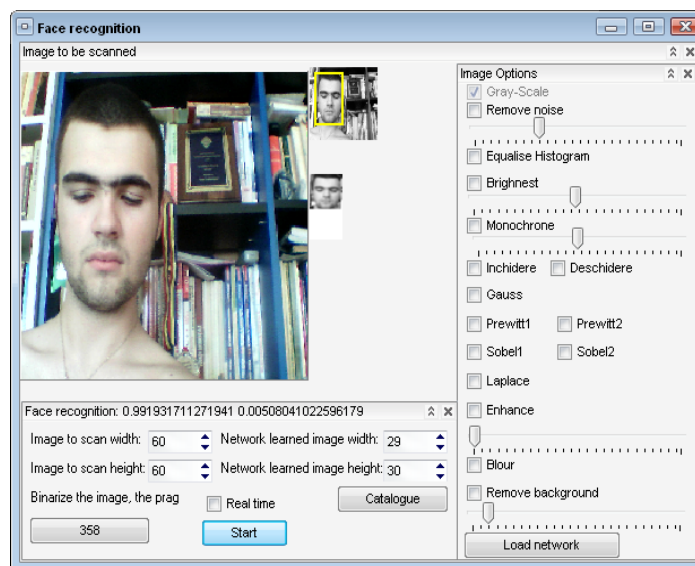 Face recognition
Image to be scanned
Image Options
Gray-Scale
Remove noise
Equalise Histogram
Brighnest
Monochrone
Inchidere Deschidere
Gauss
Prewitt1 Prewitt2
Sobel1 Sobel2
Laplace
Enhance
Blour
Remove background
Load network
Face recognition: 0.991931711271941 0.00508041022596179
Image to scan width: 60 Network learned image width: 29
Image to scan height: 60 Network learned image height: 30
Binarize the image, the prag Real time Catalogue
358 Start